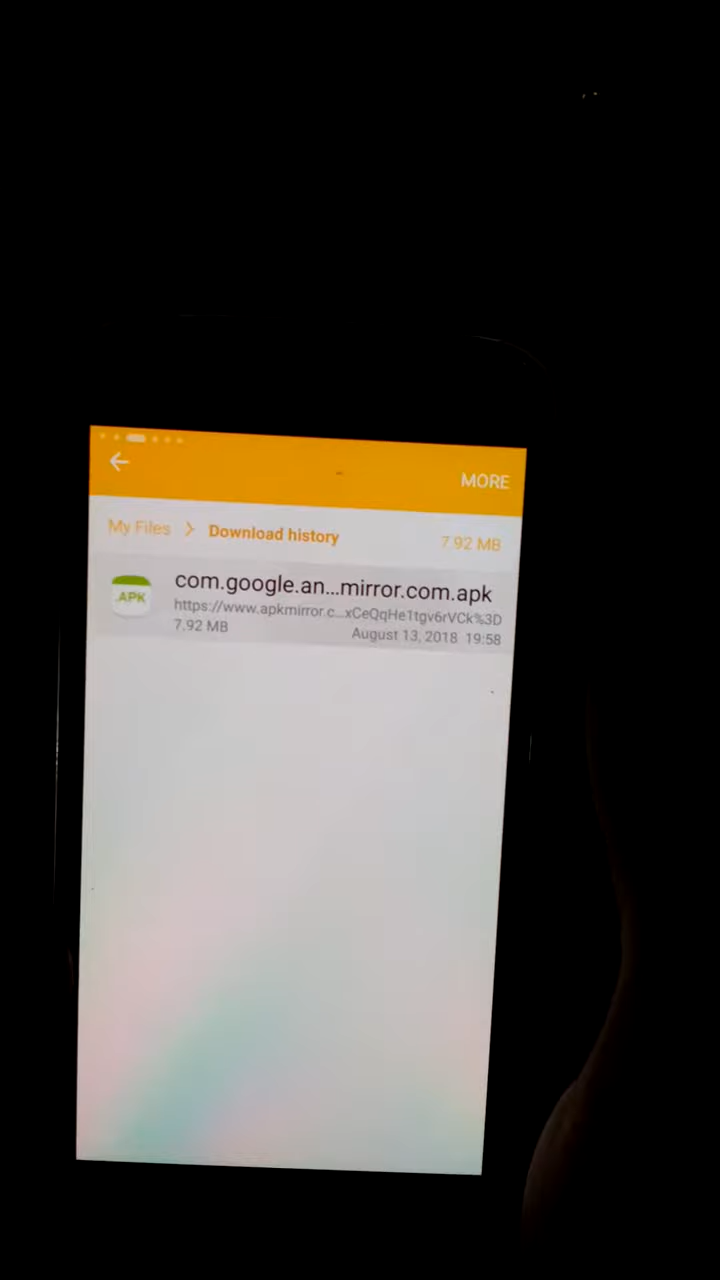 MORE
My Files > Download history 7.92 MB
APK
com.google.an...mirror.com.apk
https://www.apkmirror.c...xCeQqHe1tgv6rVCk%3D
7.92 MB August 13, 2018 19:58